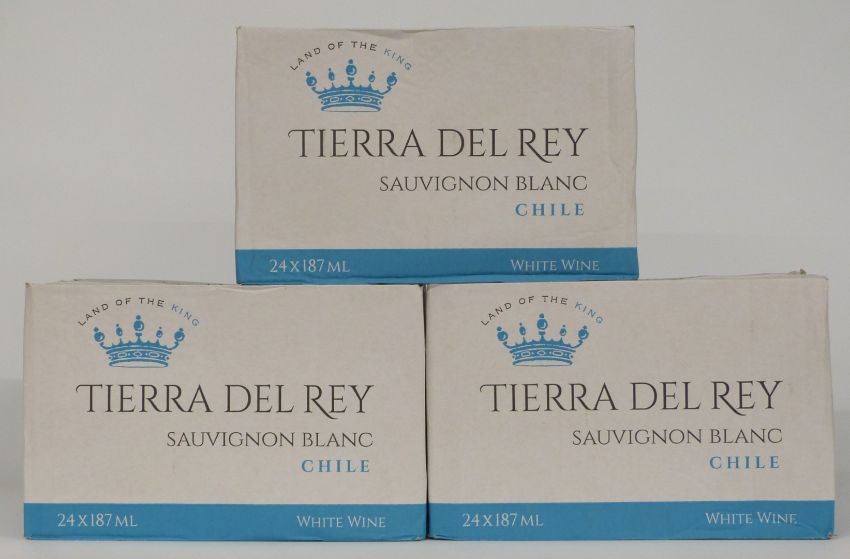 LAND OF THE KING
TIERRA DEL REY
SAUVIGNON BLANC
CHILE
24 X 187 ML
WHITE WINE
LAND OF THE KING
TIERRA DEL REY
SAUVIGNON BLANC
CHILE
24 X 187 ML
WHITE WINE
LAND OF THE KING
TIERRA DEL REY
SAUVIGNON BLANC
CHILE
24 X 187 ML
WHITE WINE